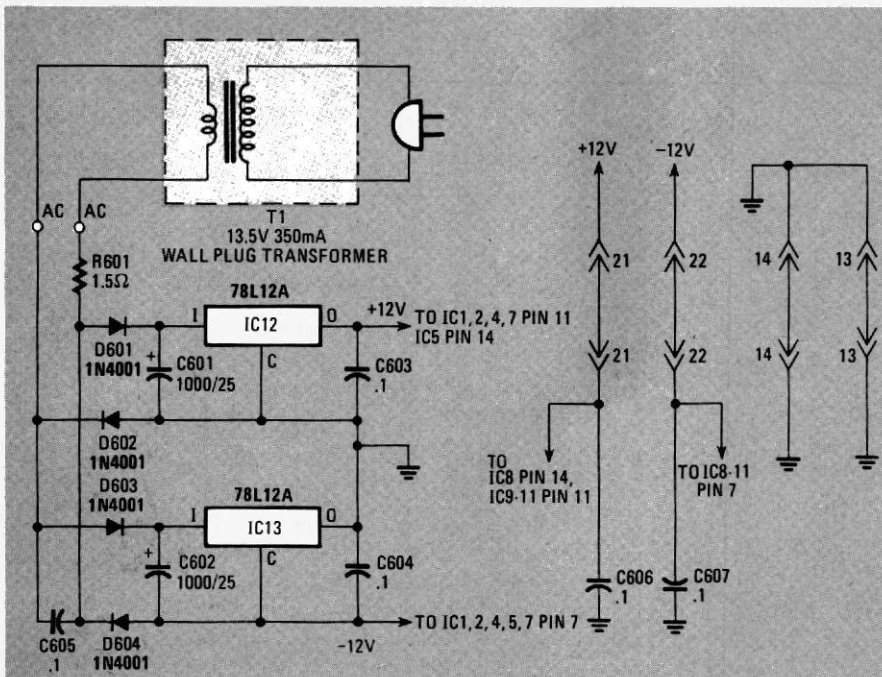 T1
13.5V 350mA
WALL PLUG TRANSFORMER
AC
AC
R601
1.5Ω
D601
1N4001
C601
1000/25
+
I
78L12A
IC12
O
C
+12V
TO IC1,2,4,7 PIN 11
IC5 PIN 14
C603
.1
D602
1N4001
D603
1N4001
I
78L12A
IC13
O
C
+
C602
1000/25
C604
.1
C605
.1
D604
1N4001
-12V
TO IC1,2,4,5,7 PIN 7
+12V
-12V
21
22
14
13
21
22
14
13
TO
IC8 PIN 14,
IC9-11 PIN 11
TO IC8-11
PIN 7
C606
.1
C607
.1